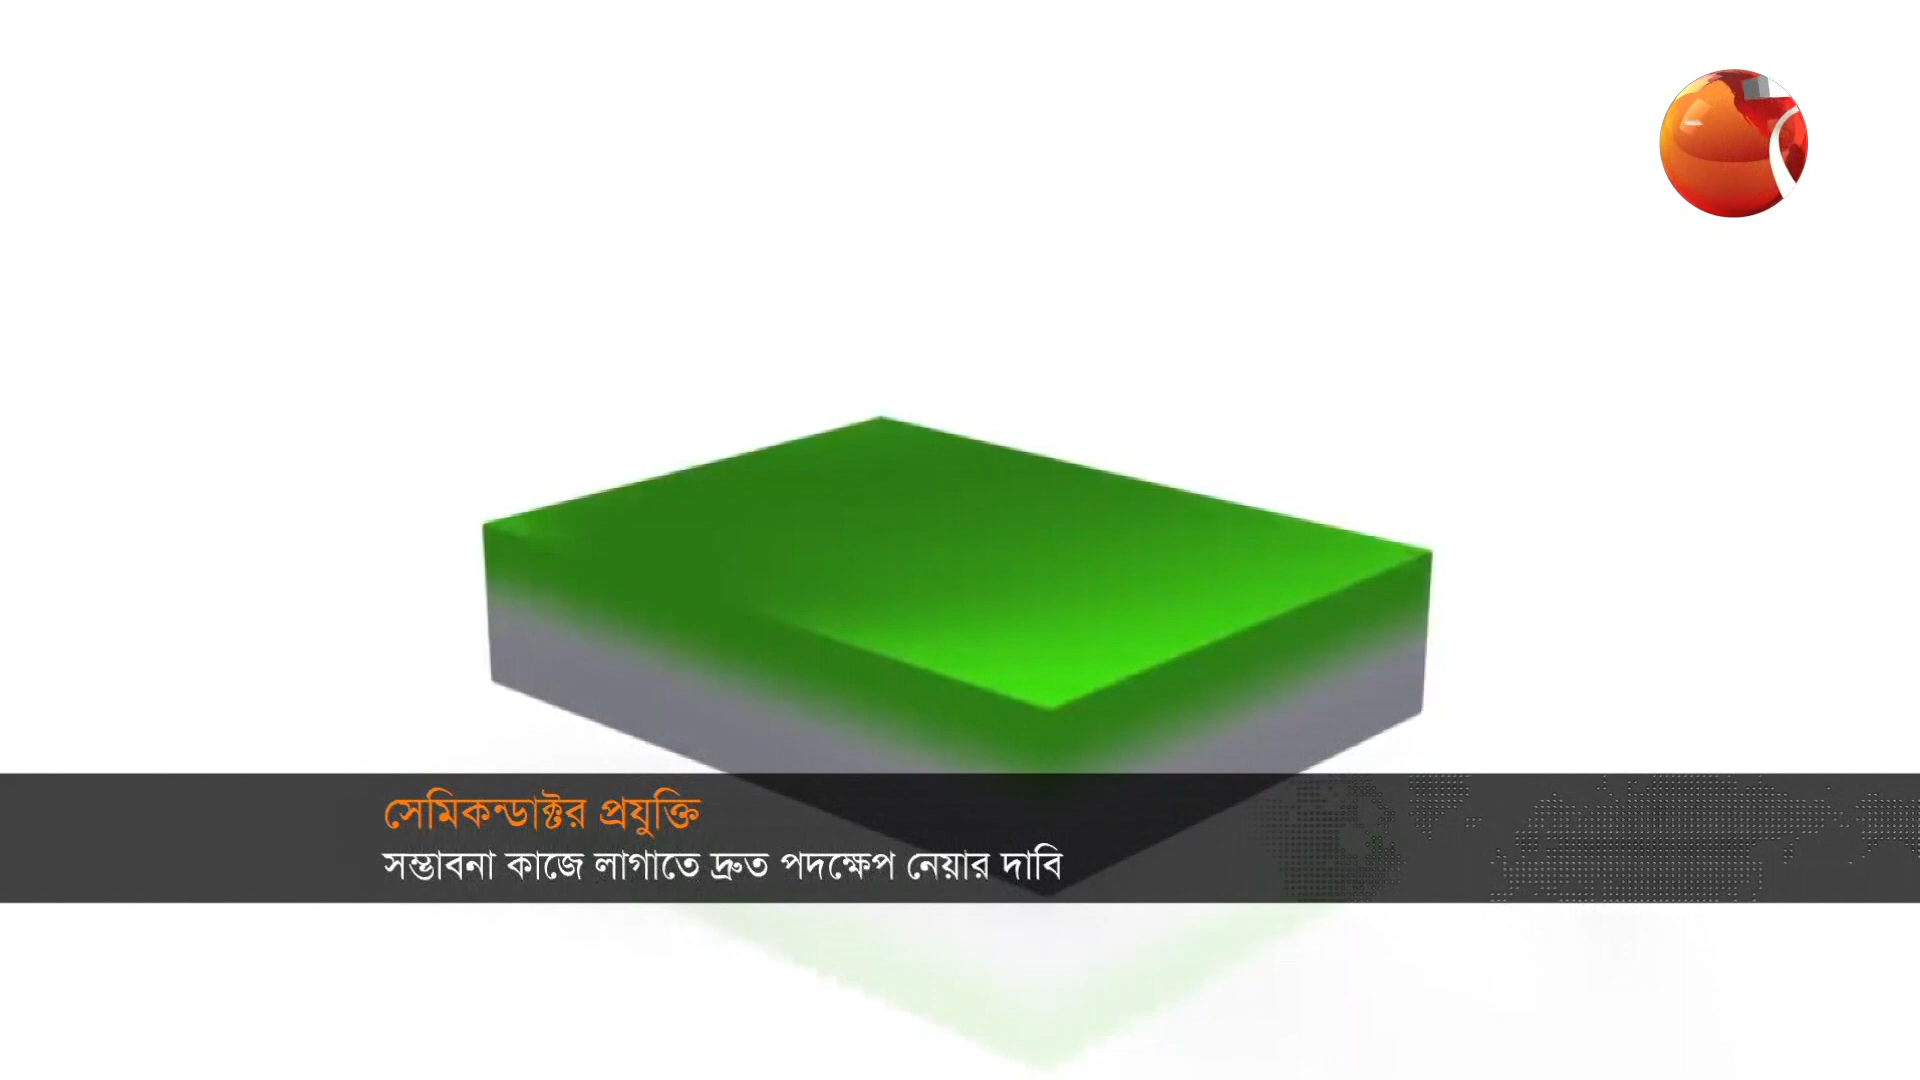 সেমিকন্ডাক্টর প্রযুক্তি
সম্ভাবনা কাজে লাগাতে দ্রুত পদক্ষেপ নেয়ার দাবি